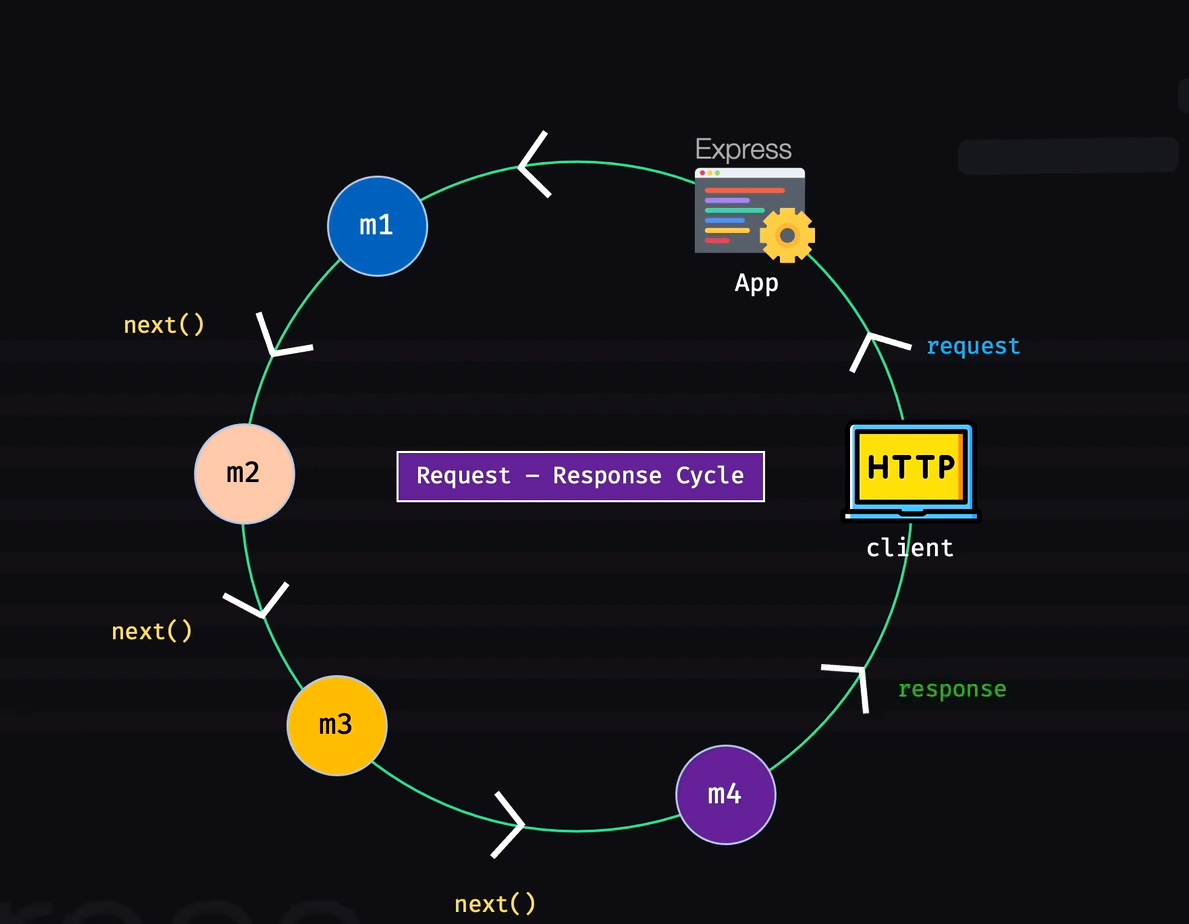 Express
m1
App
next()
request
m2
Request – Response Cycle
HTTP
client
next()
response
m3
m4
next()